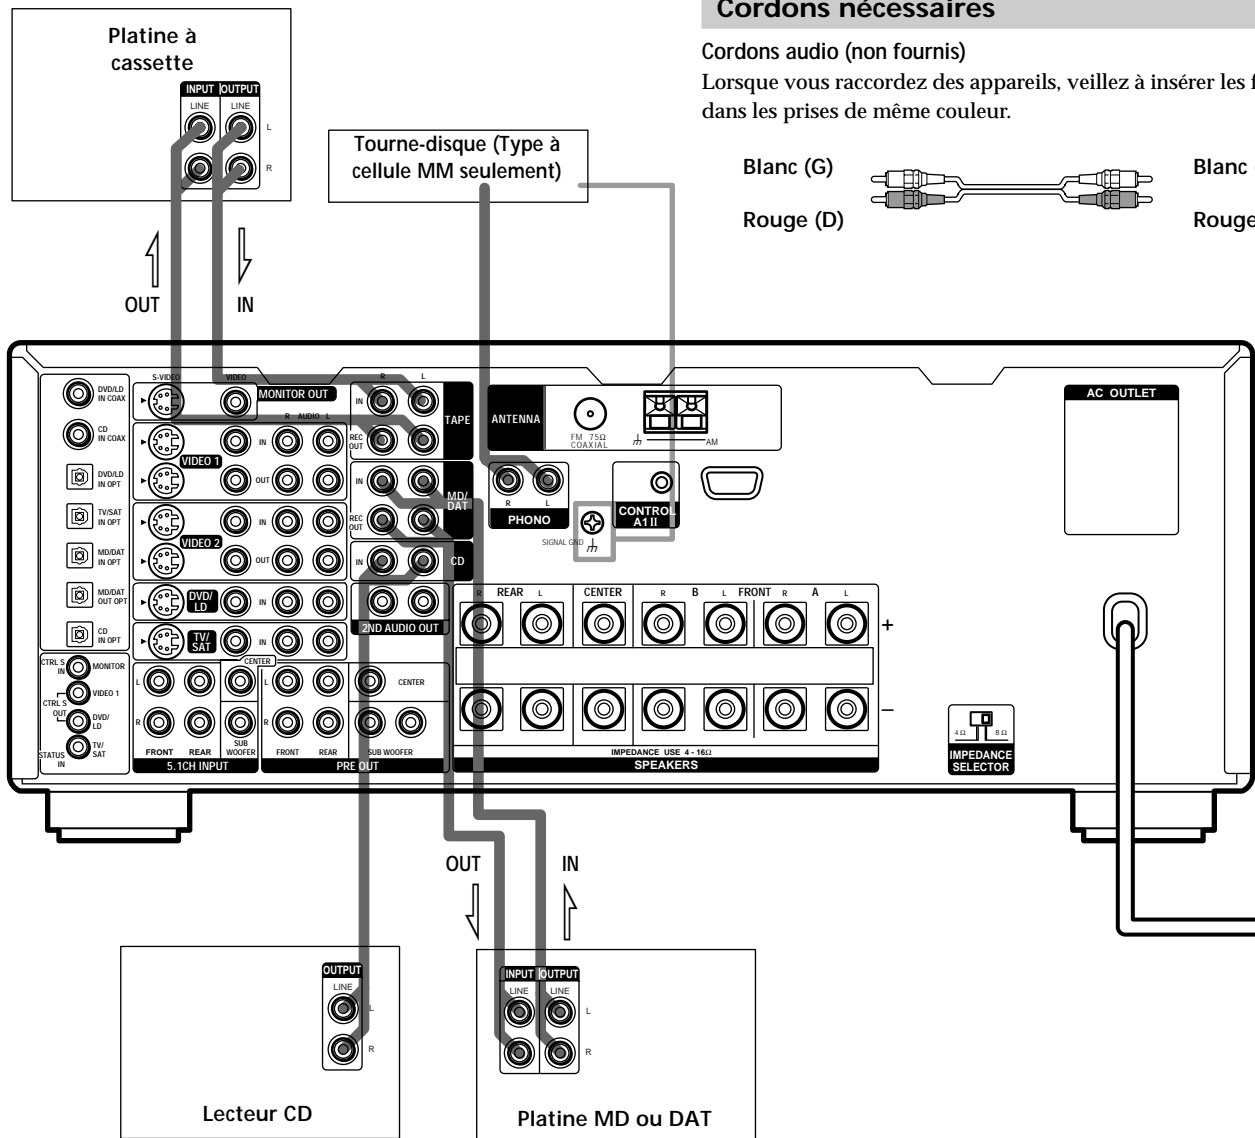 Cordons nécessaires
Cordons audio (non fournis)
Lorsque vous raccordez des appareils, veillez à insérer les f
dans les prises de même couleur.
Blanc (G)
Blanc
Rouge (D)
Rouge
Platine à
cassette
INPUT OUTPUT
LINE LINE
L
R
Tourne-disque (Type à
cellule MM seulement)
OUT IN
DVD/LD
IN COAX
CD
IN COAX
DVD/LD
IN OPT
TV/SAT
IN OPT
MD/DAT
IN OPT
MD/DAT
OUT OPT
CD
IN OPT
CTRL S
IN
MONITOR
VIDEO 1
CTRL S
OUT
DVD/
LD
STATUS
IN
TV/
SAT
S-VIDEO
VIDEO
MONITOR OUT
R AUDIO L
VIDEO 1
IN
OUT
VIDEO 2
IN
OUT
DVD/
LD
IN
TV/
SAT
IN
L
R
FRONT
REAR
CENTER
SUB
WOOFER
5.1CH INPUT
L
R
FRONT
REAR
CENTER
SUB WOOFER
PRE OUT
R L
IN
TAPE
REC
OUT
IN
MD/
DAT
REC
OUT
IN
CD
2ND AUDIO OUT
ANTENNA
FM 75Ω
COAXIAL
AM
R L
PHONO
SIGNAL GND
CONTROL
A1II
AC OUTLET
R REAR L
CENTER
R B L FRONT R A L
+
–
IMPEDANCE USE 4 - 16Ω
SPEAKERS
4Ω 8Ω
IMPEDANCE
SELECTOR
OUT IN
OUTPUT
LINE
L
R
Lecteur CD
INPUT OUTPUT
LINE LINE
L
R
Platine MD ou DAT